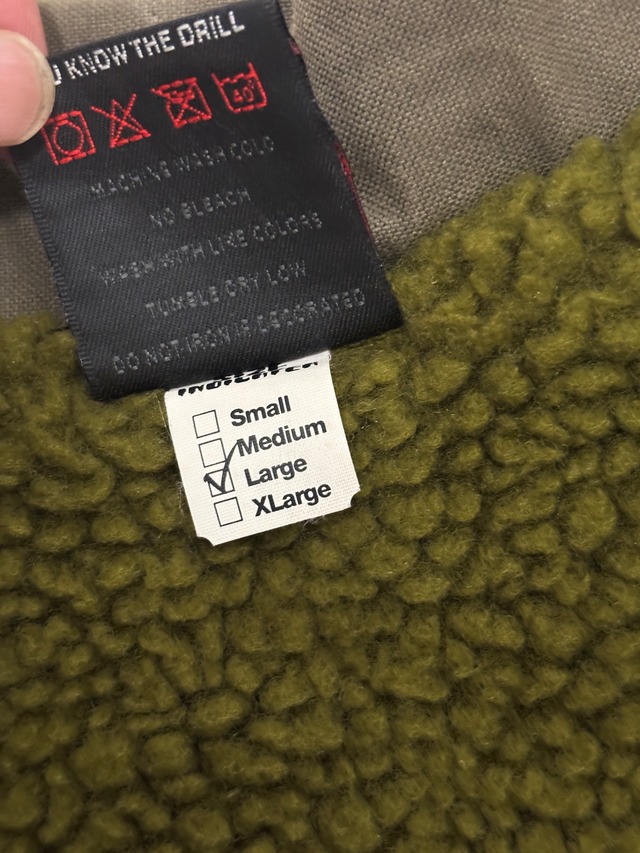 KNOW THE DRILL
40°
MACHINE WASH COLD
NO BLEACH
WASH WITH LIKE COLORS
TUMBLE DRY LOW
DO NOT IRON IF DECORATED
Small
Medium
Large
XLarge